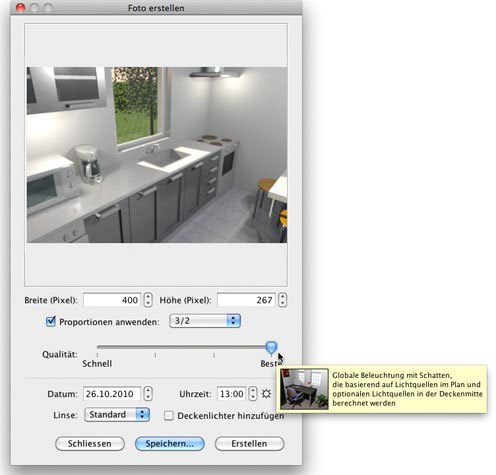 Foto erstellen
Breite (Pixel): 400 Höhe (Pixel): 267
Proportionen anwenden: 3/2
Qualität:
Schnell Beste
Globale Beleuchtung mit Schatten,
die basierend auf Lichtquellen im Plan und
optionalen Lichtquellen in der Deckenmitte
berechnet werden
Datum: 26.10.2010 Uhrzeit: 13:00
Linse: Standard Deckenlichter hinzufügen
Schliessen Speichern... Erstellen